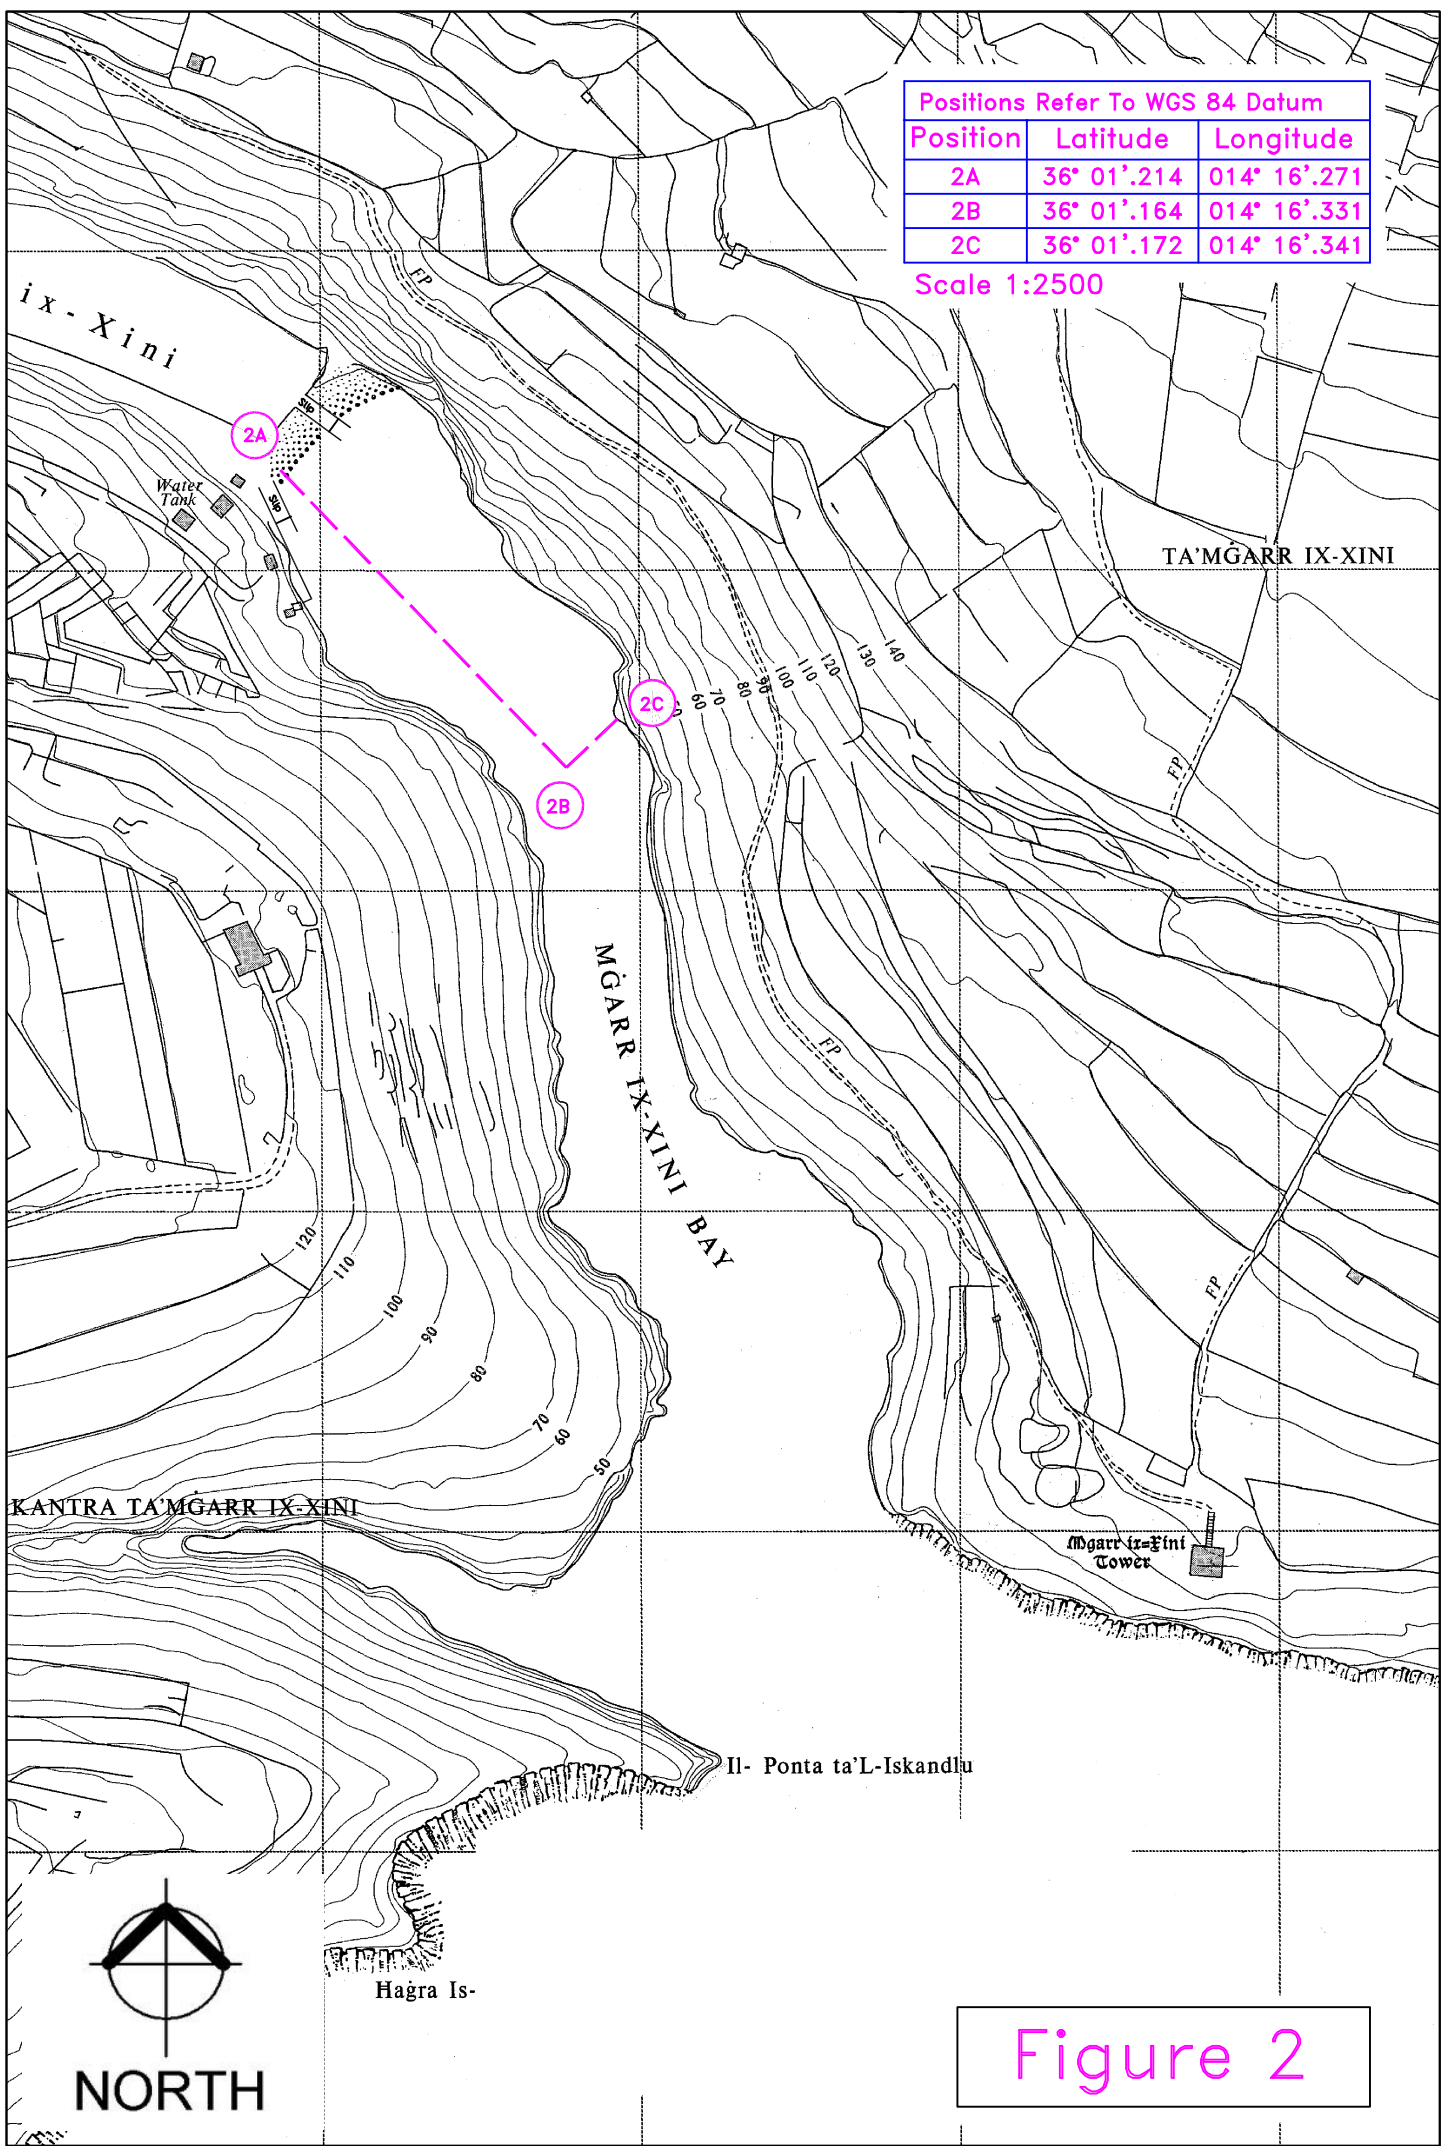 Positions Refer To WGS 84 Datum
Position Latitude Longitude
2A 36° 01'.214 014° 16'.271
2B 36° 01'.164 014° 16'.331
2C 36° 01'.172 014° 16'.341
Scale 1:2500
FP
ix-Xini
Slip
2A
Water
Tank
Slip
TA'MĠARR IX-XINI
140
130
120
110
100
90
80
70
60
2C
FP
2B
MĠARR IX-XINI BAY
FP
120
110
100
90
80
70
60
50
FP
KANTRA TA'MĠARR IX-XINI
Mgarr ix=Xini
Tower
Il- Ponta ta'L-Iskandlu
Haġra Is-
NORTH
Figure 2